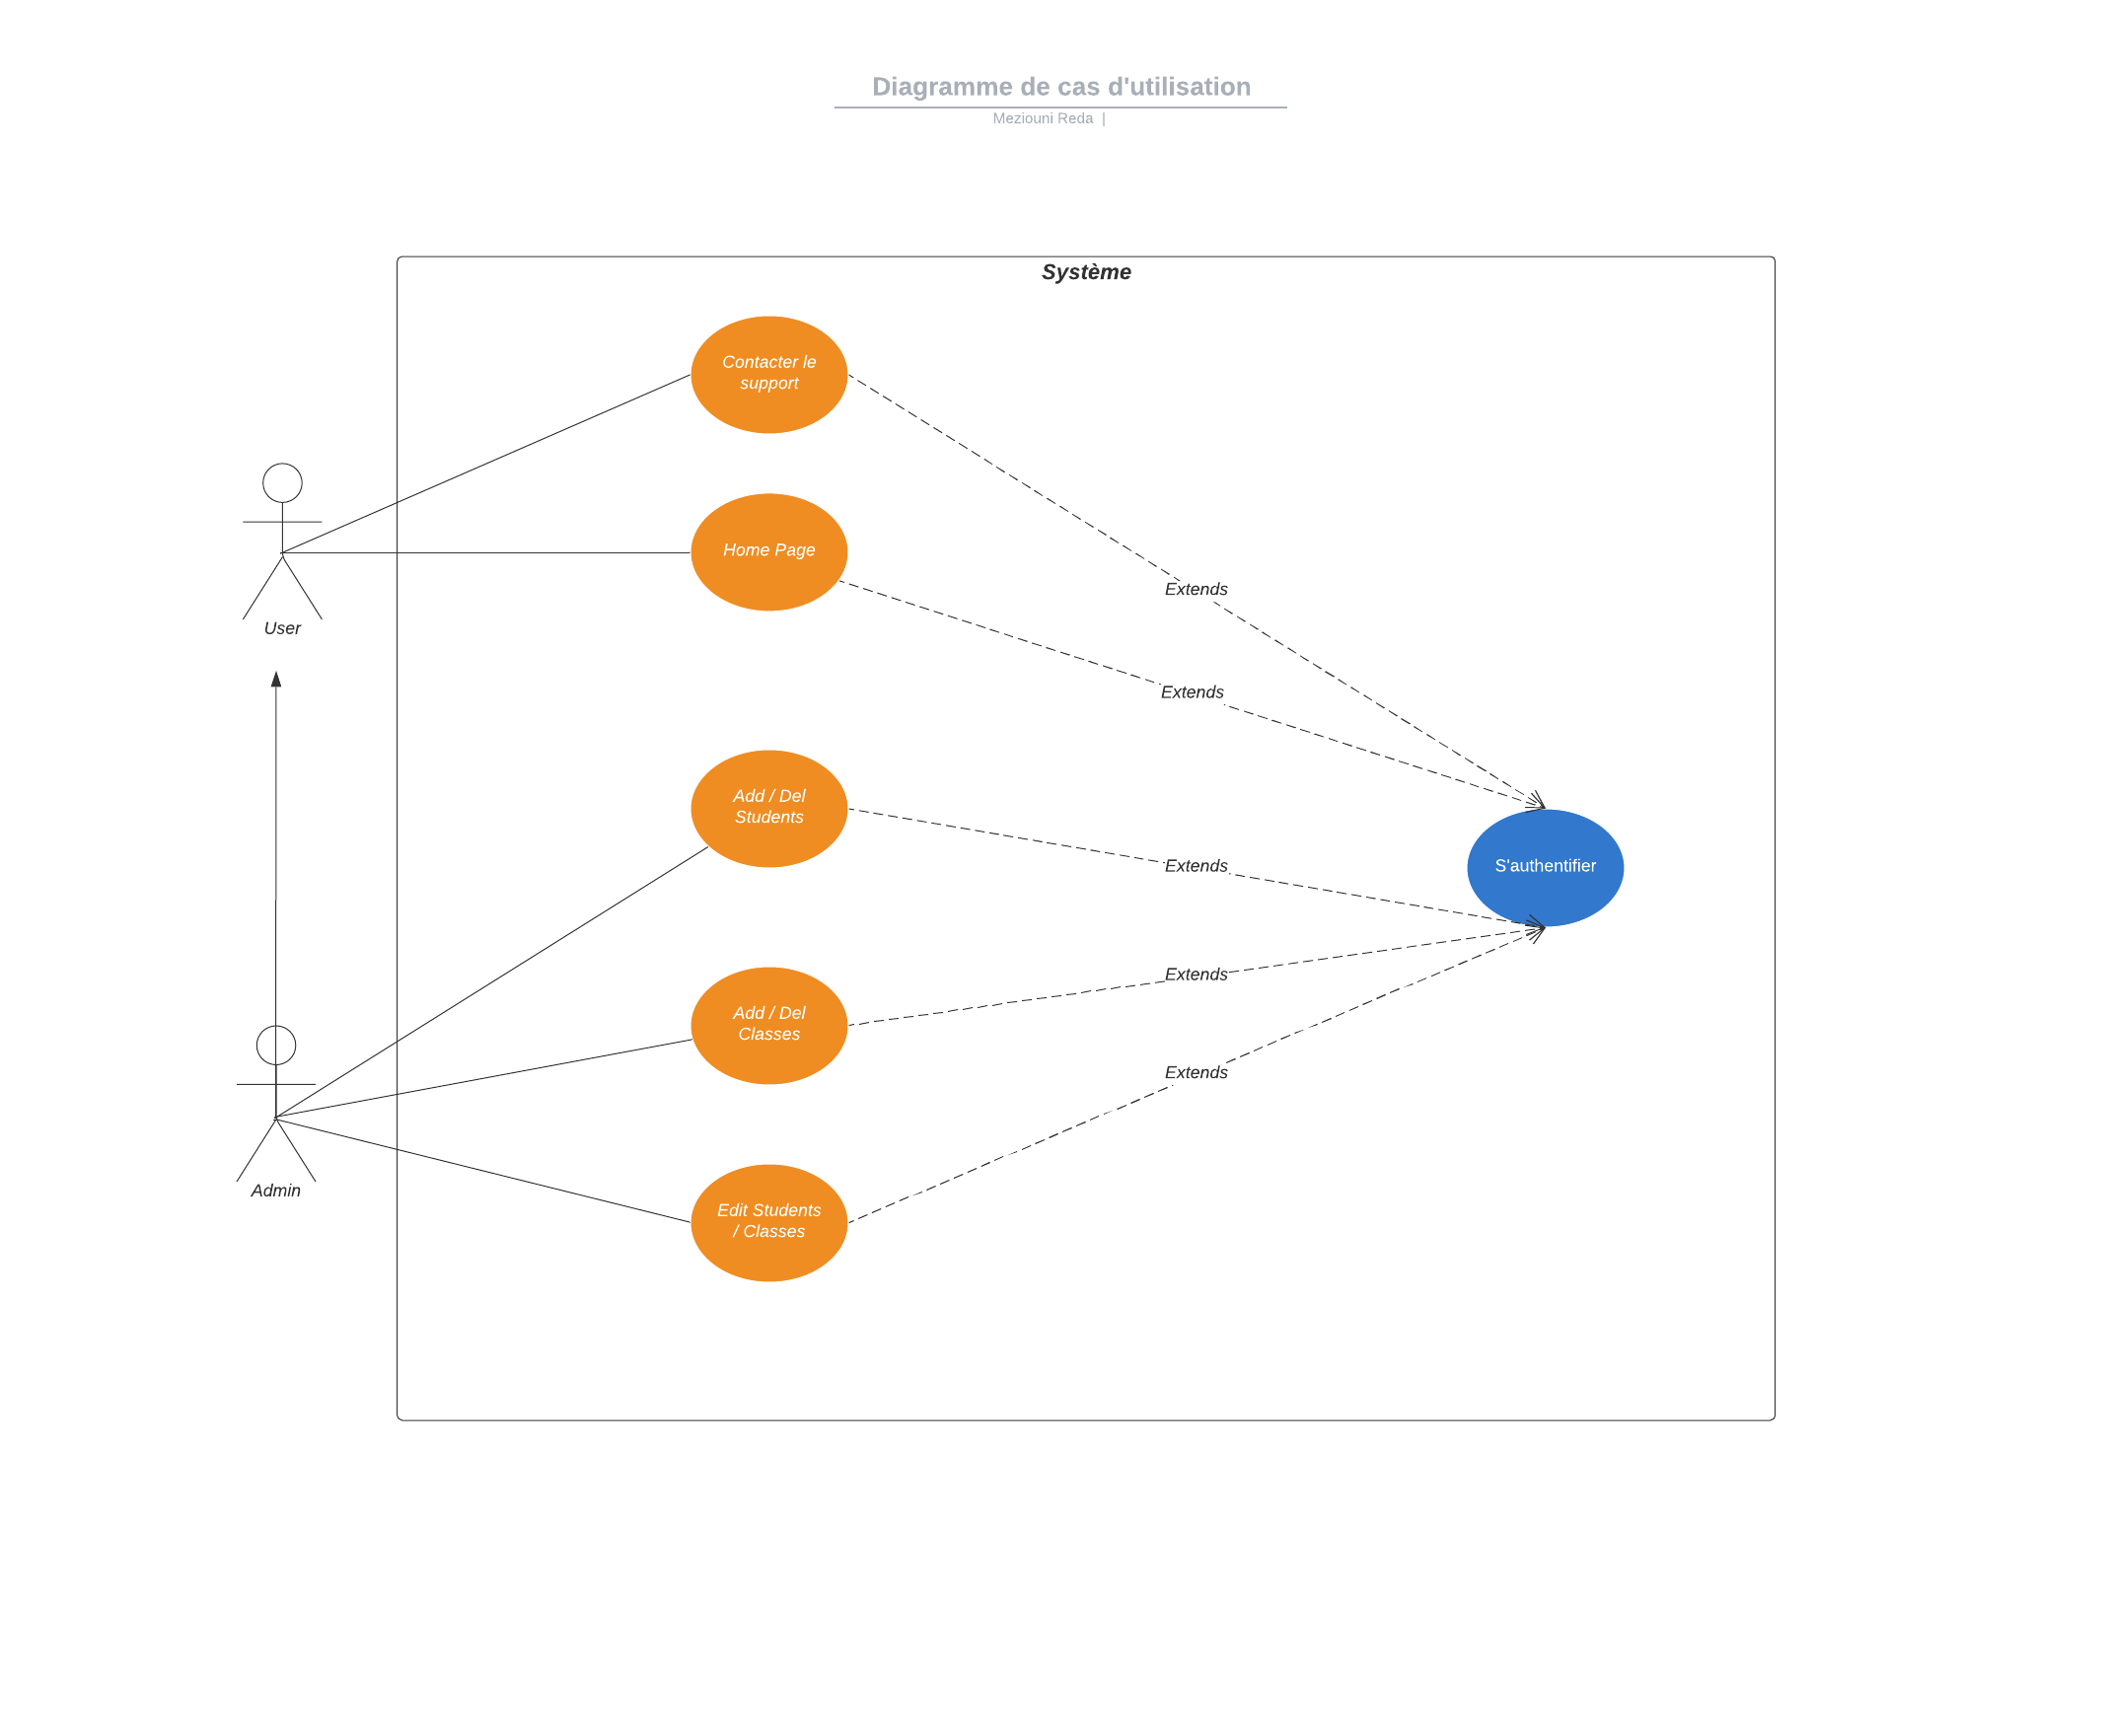 Diagramme de cas d'utilisation
Meziouni Reda |
Système
Contacter le
support
Home Page
Extends
User
Extends
Add / Del
Students
Extends
S'authentifier
Extends
Add / Del
Classes
Extends
Admin
Edit Students
/ Classes